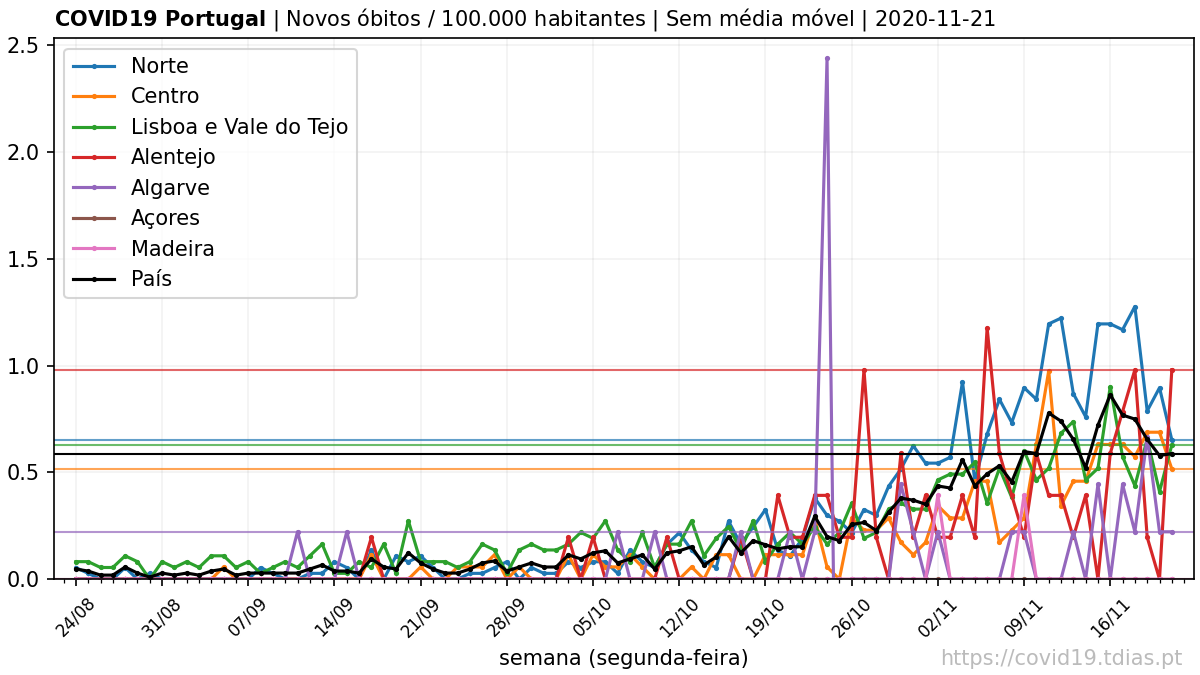 COVID19 Portugal | Novos óbitos / 100.000 habitantes | Sem média móvel | 2020-11-21
2.5
2.0
1.5
1.0
0.5
0.0
Norte
Centro
Lisboa e Vale do Tejo
Alentejo
Algarve
Açores
Madeira
País
24/08 31/08 07/09 14/09 21/09 28/09 05/10 12/10 19/10 26/10 02/11 09/11 16/11
semana (segunda-feira)
https://covid19.tdias.pt